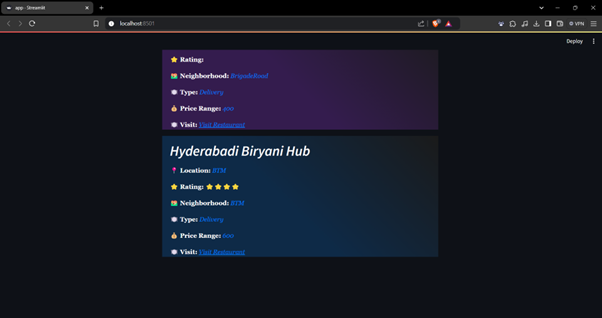 app · Streamlit
localhost:8501
VPN
Deploy
Rating:
Neighborhood: BrigadeRoad
Type: Delivery
Price Range: 400
Visit: Visit Restaurant
Hyderabadi Biryani Hub
Location: BTM
Rating: ⭐⭐⭐⭐
Neighborhood: BTM
Type: Delivery
Price Range: 600
Visit: Visit Restaurant